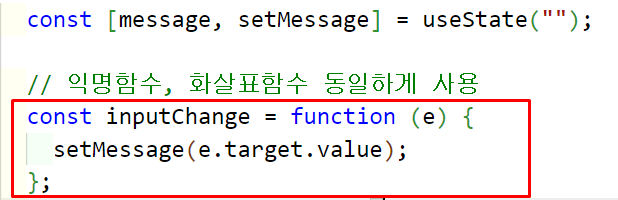 const [message, setMessage] = useState("");
// 익명함수, 화살표함수 동일하게 사용
const inputChange = function (e) {
setMessage(e.target.value);
};